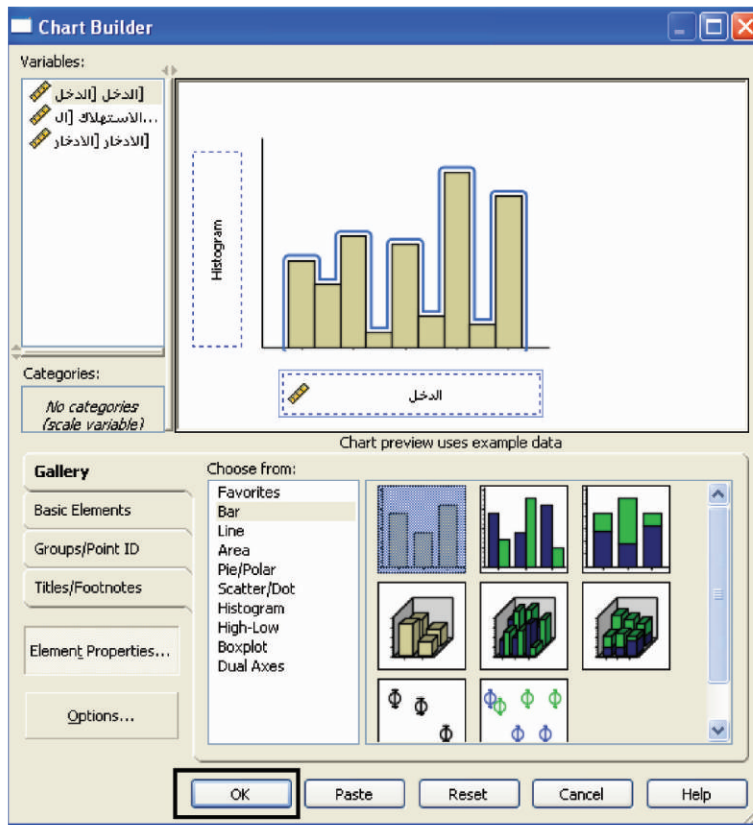 Chart Builder
Variables:
[الدخل [الدخل
...الاستهلاك [ال
[الادخار [الادخار
Histogram
الدخل
Categories:
No categories
(scale variable)
Chart preview uses example data
Gallery
Basic Elements
Groups/Point ID
Titles/Footnotes
Element Properties...
Options...
Choose from:
Favorites
Bar
Line
Area
Pie/Polar
Scatter/Dot
Histogram
High-Low
Boxplot
Dual Axes
OK
Paste
Reset
Cancel
Help